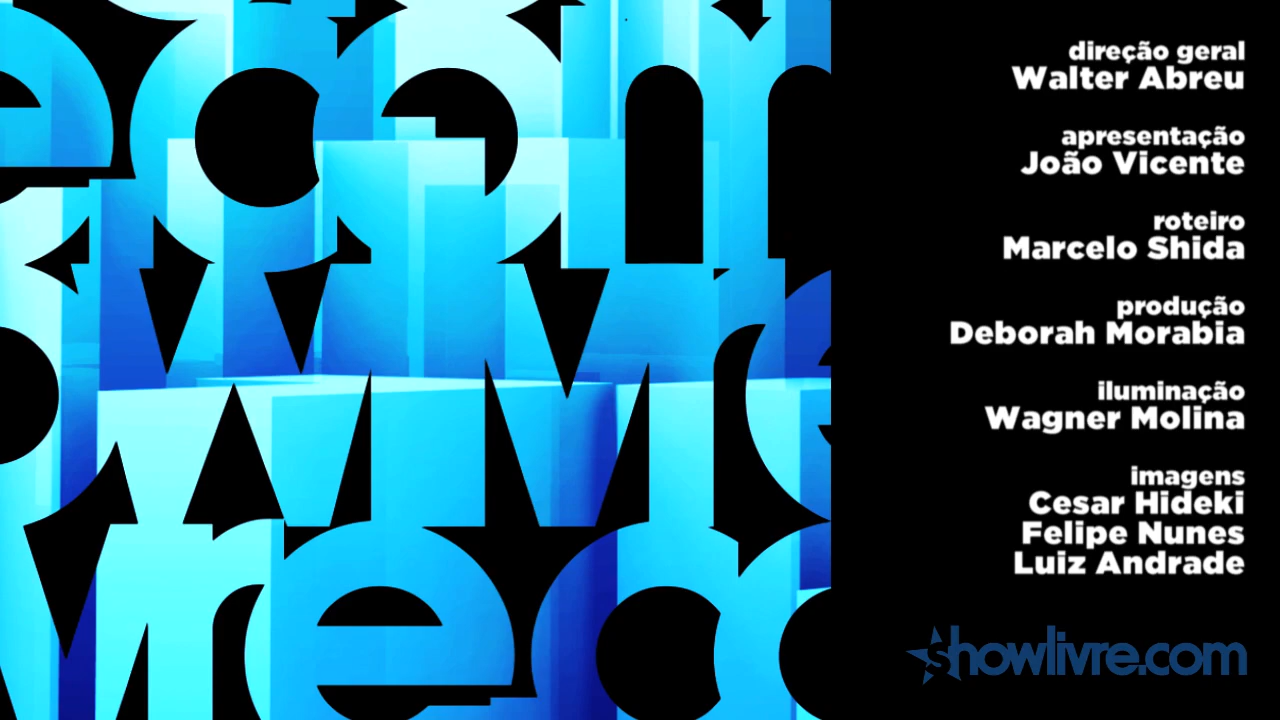 direção geral
Walter Abreu
apresentação
João Vicente
roteiro
Marcelo Shida
produção
Deborah Morabia
iluminação
Wagner Molina
imagens
Cesar Hideki
Felipe Nunes
Luiz Andrade
showlivre.com